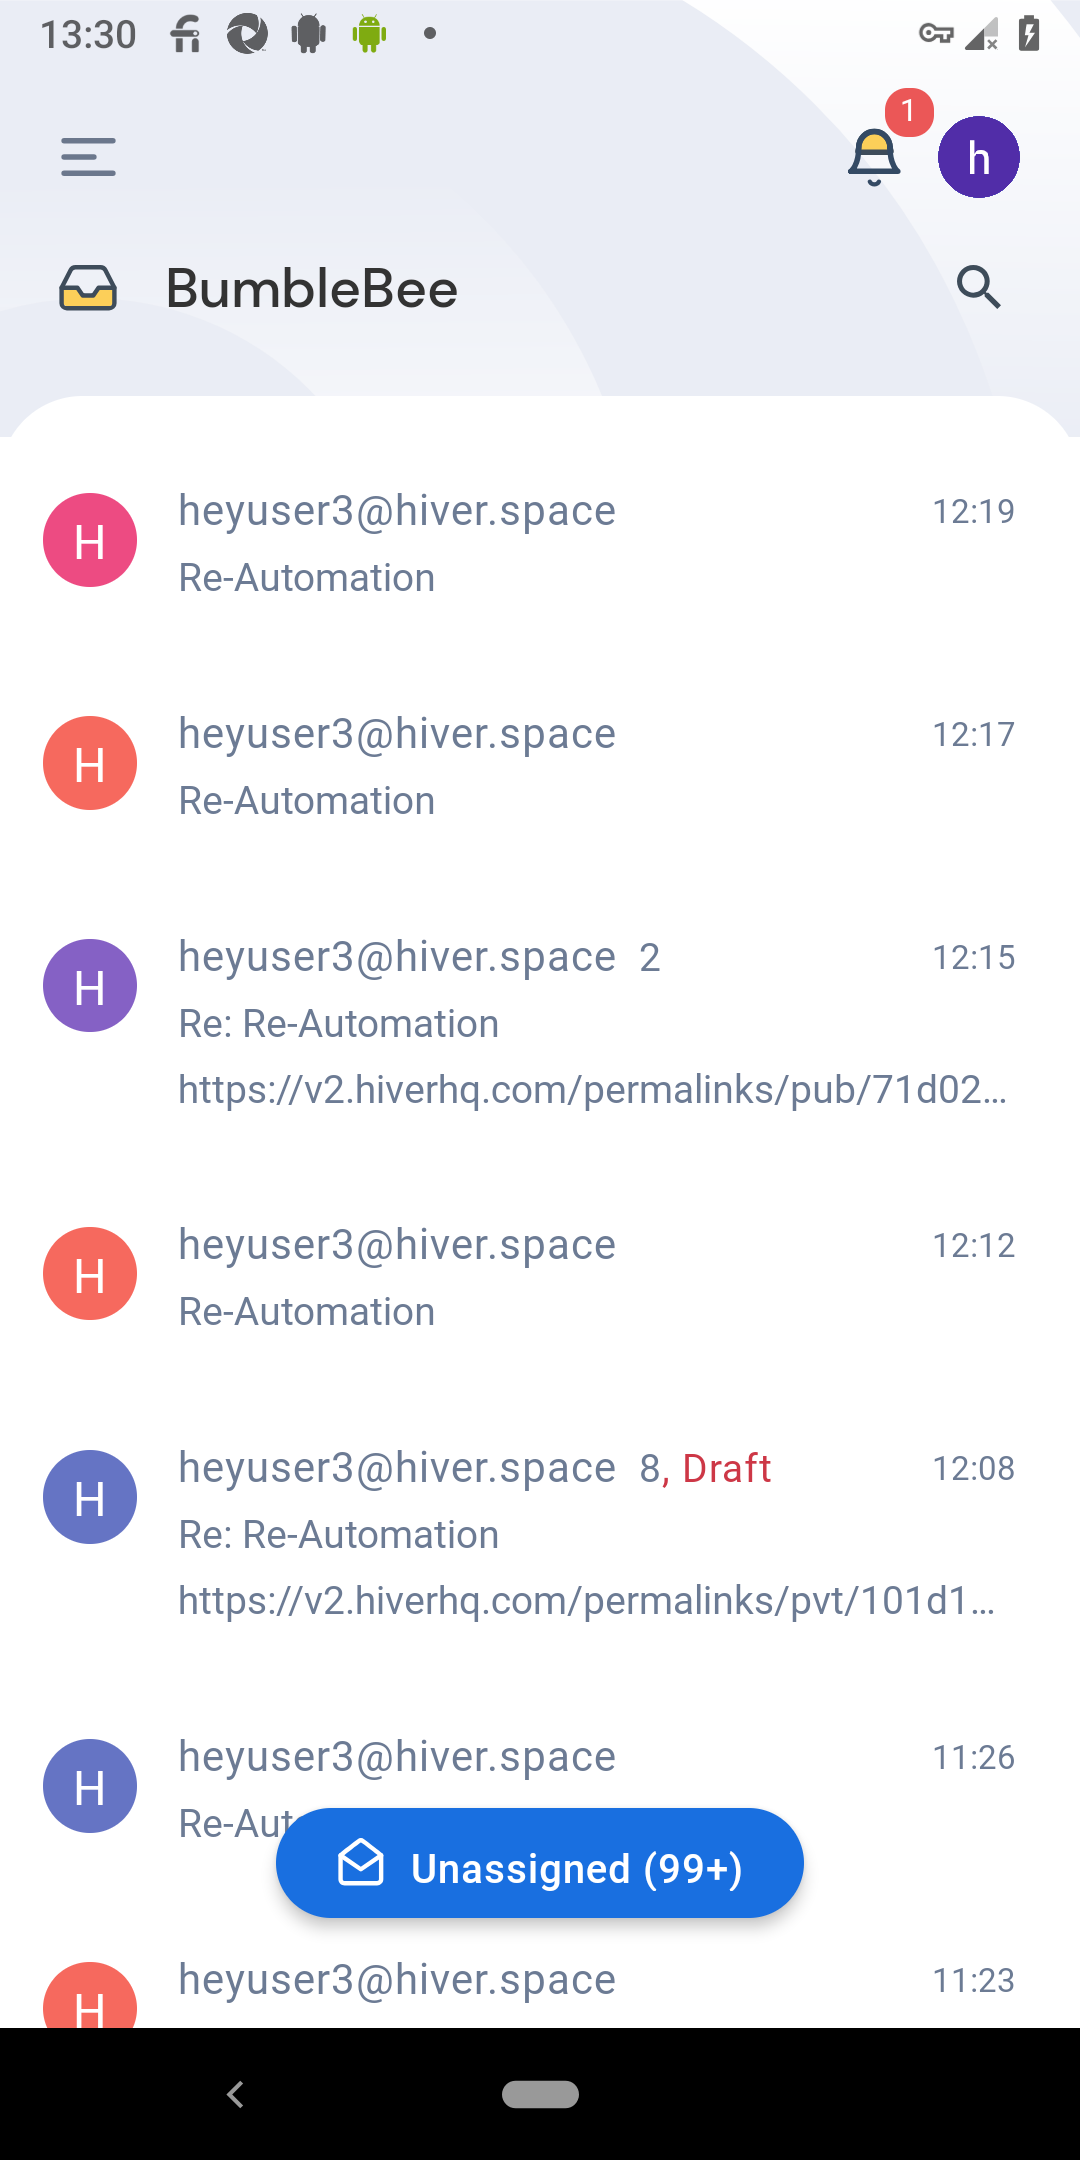 13:30
1
h
BumbleBee
H heyuser3@hiver.space 12:19
Re-Automation
H heyuser3@hiver.space 12:17
Re-Automation
H heyuser3@hiver.space 2 12:15
Re: Re-Automation
https://v2.hiverhq.com/permalinks/pub/71d02...
H heyuser3@hiver.space 12:12
Re-Automation
H heyuser3@hiver.space 8, Draft 12:08
Re: Re-Automation
https://v2.hiverhq.com/permalinks/pvt/101d1...
H heyuser3@hiver.space 11:26
Re-Aut
Unassigned (99+)
H heyuser3@hiver.space 11:23